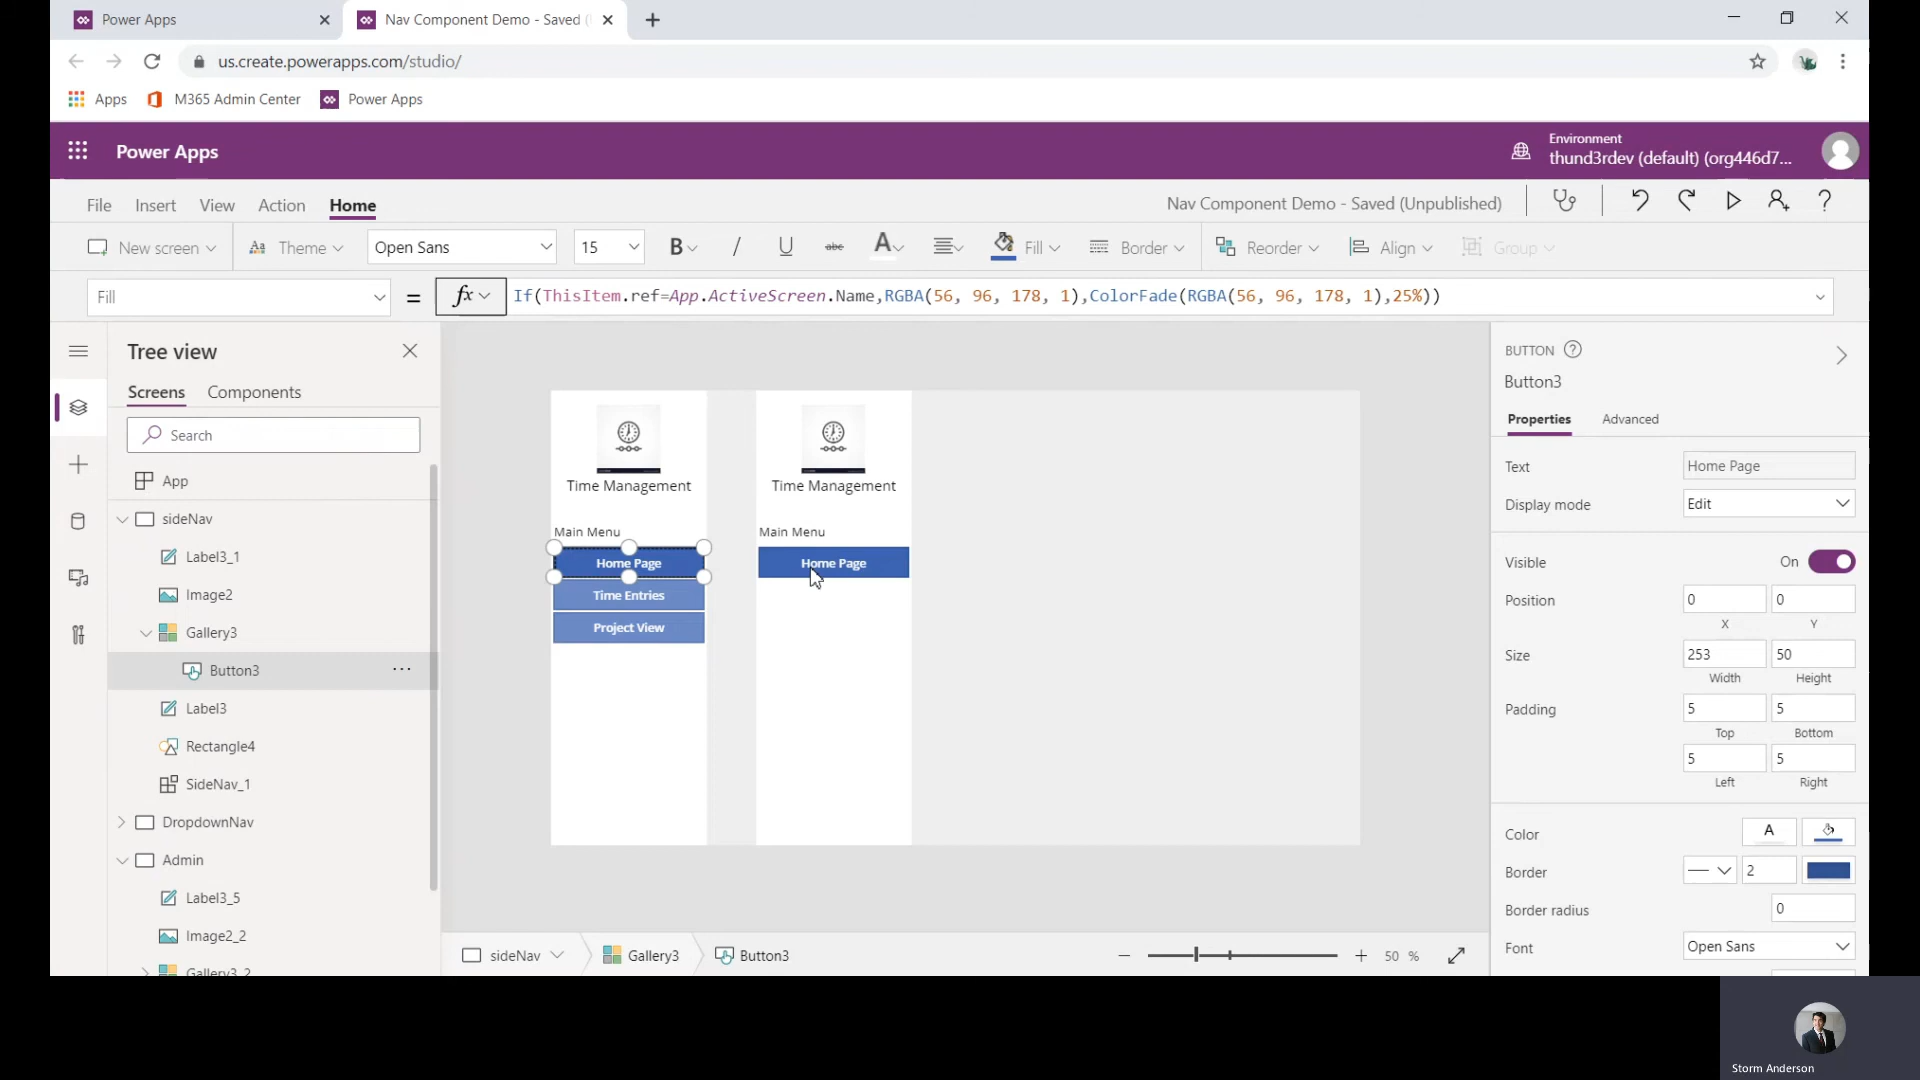 Power Apps
Nav Component Demo - Saved (
us.create.powerapps.com/studio/
Apps M365 Admin Center Power Apps
Power Apps
Environment
thund3rdev (default) (org446d7...
File Insert View Action Home
Nav Component Demo - Saved (Unpublished)
New screen Theme Open Sans 15 B / U abc A Fill Border Reorder Align Group
Fill = fx If(ThisItem.ref=App.ActiveScreen.Name,RGBA(56, 96, 178, 1),ColorFade(RGBA(56, 96, 178, 1),25%))
Tree view
Screens Components
Search
App
sideNav
Label3_1
Image2
Gallery3
Button3 ...
Label3
Rectangle4
SideNav_1
DropdownNav
Admin
Label3_5
Image2_2
Gallery3_2
Time Management
Main Menu
Home Page
Time Entries
Project View
Time Management
Main Menu
Home Page
sideNav Gallery3 Button3
50 %
BUTTON ?
Button3
Properties Advanced
Text Home Page
Display mode Edit
Visible On
Position 0 0
X Y
Size 253 50
Width Height
Padding 5 5
Top Bottom
5 5
Left Right
Color A
Border 2
Border radius 0
Font Open Sans
Storm Anderson